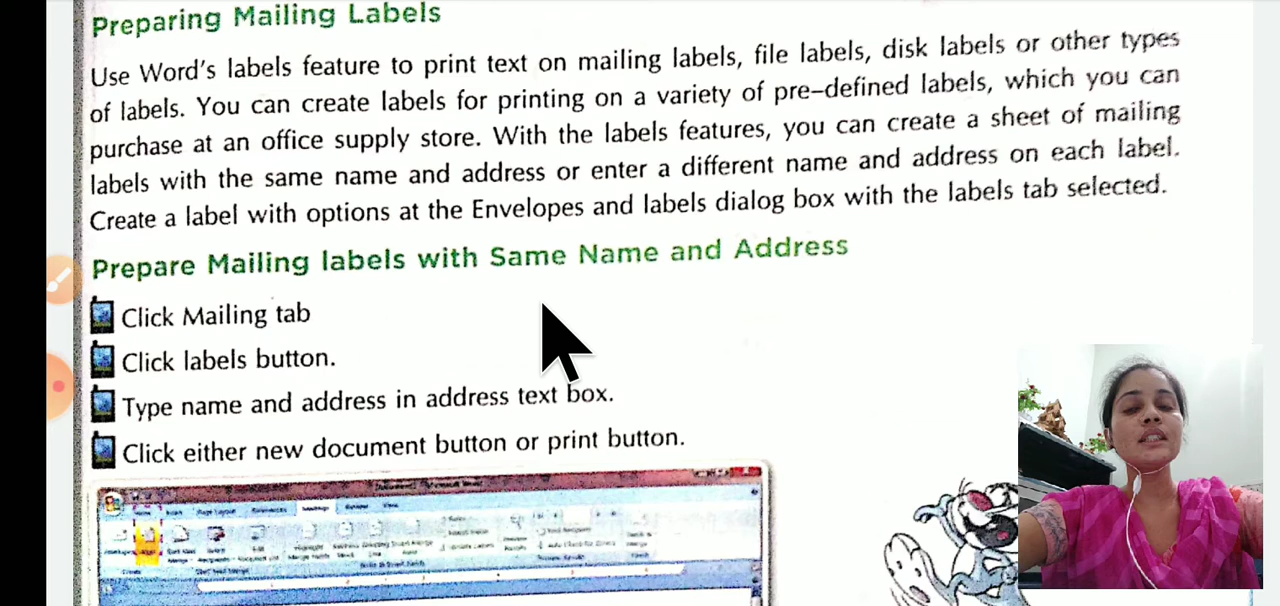 Preparing Mailing Labels
Use Word's labels feature to print text on mailing labels, file labels, disk labels or other types
of labels. You can create labels for printing on a variety of pre-defined labels, which you can
purchase at an office supply store. With the labels features, you can create a sheet of mailing
labels with the same name and address or enter a different name and address on each label.
Create a label with options at the Envelopes and labels dialog box with the labels tab selected.
Prepare Mailing labels with Same Name and Address
Click Mailing tab
Click labels button.
Type name and address in address text box.
Click either new document button or print button.